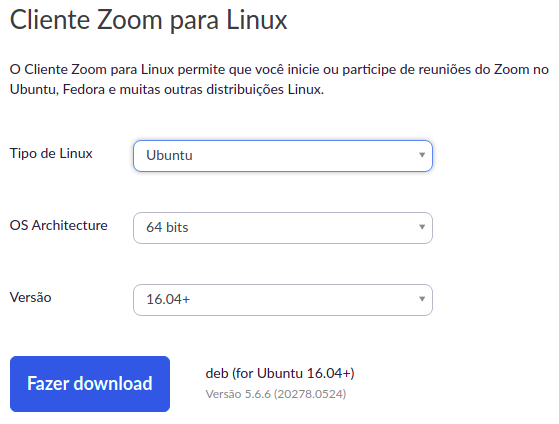 Cliente Zoom para Linux
O Cliente Zoom para Linux permite que você inicie ou participe de reuniões do Zoom no
Ubuntu, Fedora e muitas outras distribuições Linux.
Tipo de Linux
Ubuntu
OS Architecture
64 bits
Versão
16.04+
Fazer download
deb (for Ubuntu 16.04+)
Versão 5.6.6 (20278.0524)